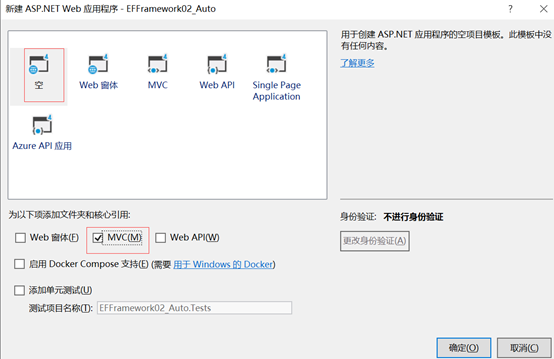 新建 ASP.NET Web 应用程序 - EFFramework02_Auto
? ×
空
Web 窗体
MVC
Web API
Single Page
Application
Azure API 应用
用于创建 ASP.NET 应用程序的空项目模板。此模板中没
有任何内容。
了解更多
为以下项添加文件夹和核心引用:
Web 窗体(F)
MVC(M)
Web API(W)
启用 Docker Compose 支持(E) (需要 用于 Windows 的 Docker)
添加单元测试(U)
测试项目名称(T): EFFramework02_Auto.Tests
身份验证: 不进行身份验证
更改身份验证(A)
确定(O)
取消(C)